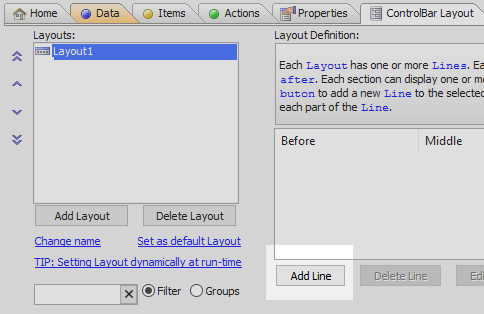 Home Data Items Actions Properties ControlBar Layout
Layouts:
Layout1
Add Layout Delete Layout
Change name Set as default Layout
TIP: Setting Layout dynamically at run-time
Filter Groups
Layout Definition:
Each Layout has one or more Lines. Ea
after. Each section can display one or mo
buton to add a new Line to the selected
each part of the Line.
Before Middle
Add Line Delete Line Edi